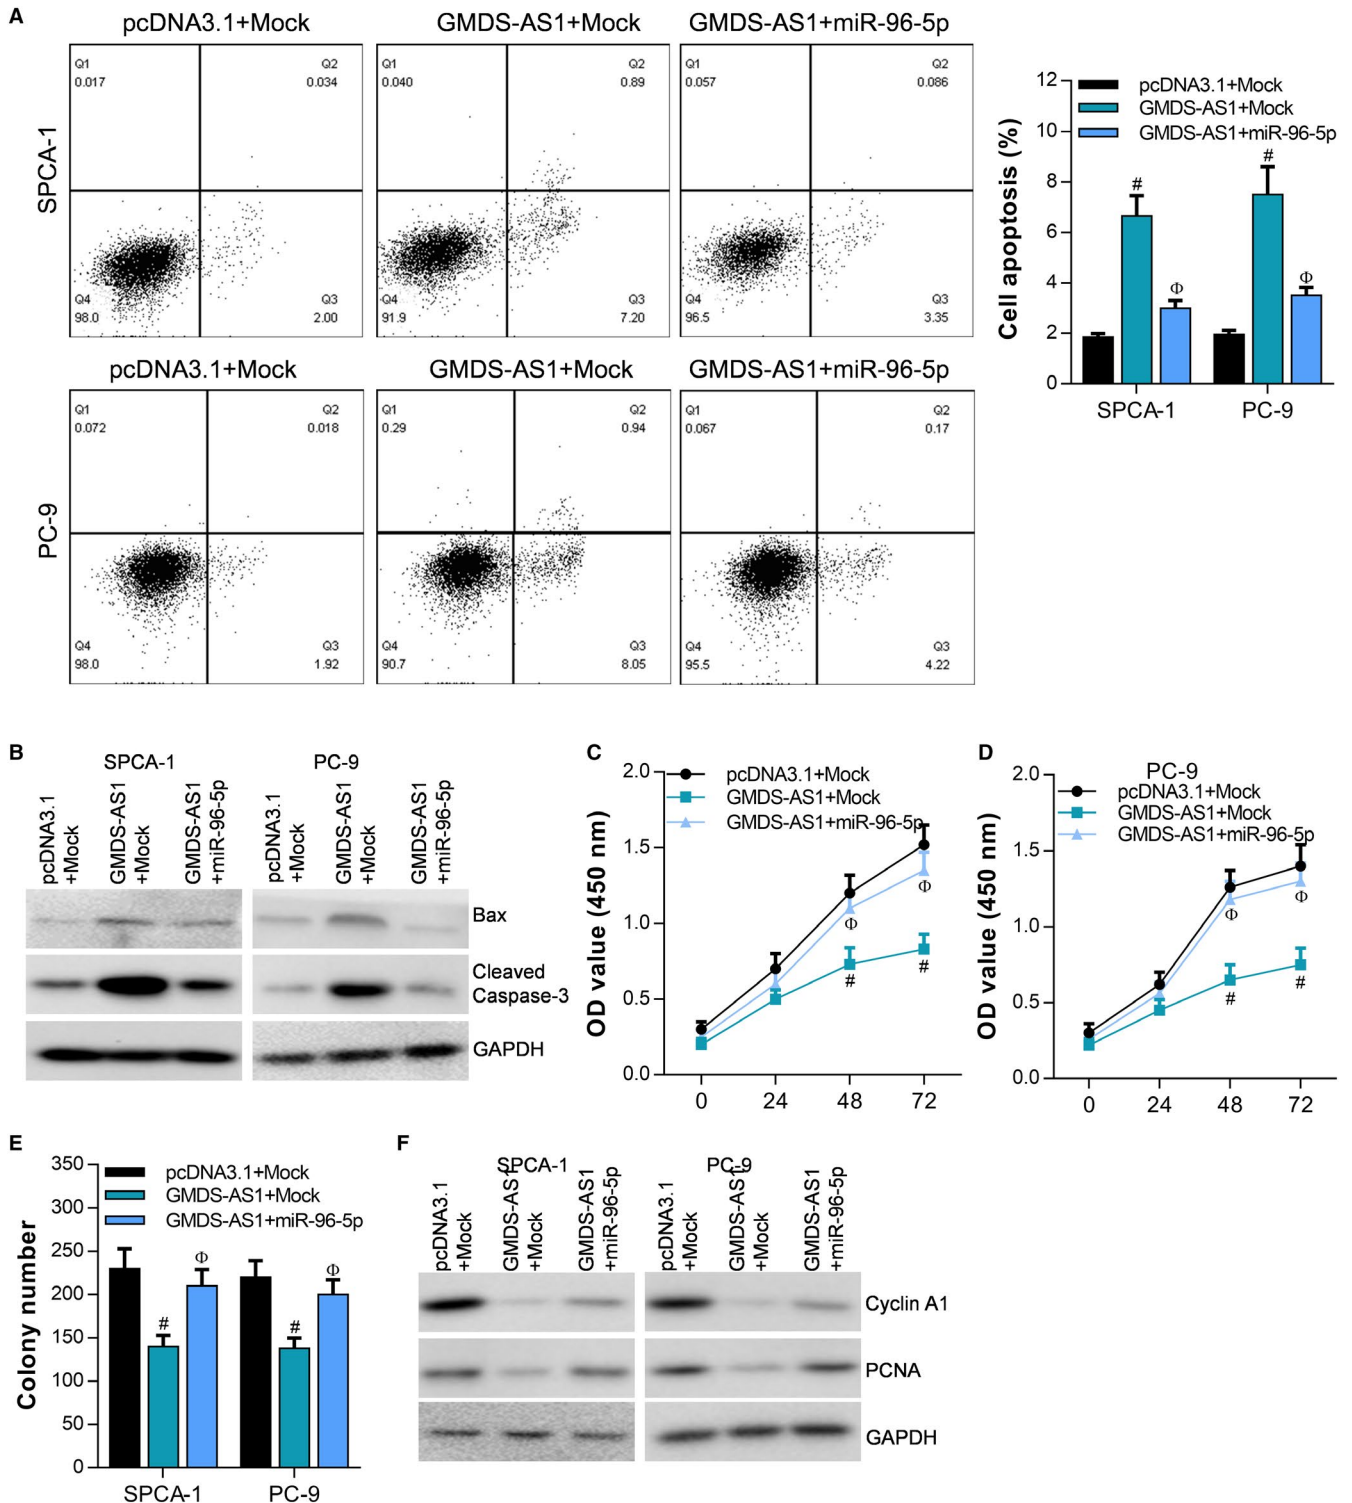 A
pcDNA3.1+Mock
GMDS-AS1+Mock
GMDS-AS1+miR-96-5p
SPCA-1
Q1
0.017
Q2
0.034
Q4
98.0
Q3
2.00
Q1
0.040
Q2
0.89
Q4
91.9
Q3
7.20
Q1
0.057
Q2
0.086
Q4
96.5
Q3
3.35
pcDNA3.1+Mock
GMDS-AS1+Mock
GMDS-AS1+miR-96-5p
PC-9
Q1
0.072
Q2
0.018
Q4
98.0
Q3
1.92
Q1
0.29
Q2
0.94
Q4
90.7
Q3
8.05
Q1
0.067
Q2
0.17
Q4
95.5
Q3
4.22
Cell apoptosis (%)
12
10
8
6
4
2
0
pcDNA3.1+Mock
GMDS-AS1+Mock
GMDS-AS1+miR-96-5p
#
Φ
#
Φ
SPCA-1
PC-9
B
SPCA-1
PC-9
pcDNA3.1
+Mock
GMDS-AS1
+Mock
GMDS-AS1
+miR-96-5p
pcDNA3.1
+Mock
GMDS-AS1
+Mock
GMDS-AS1
+miR-96-5p
Bax
Cleaved
Caspase-3
GAPDH
C
OD value (450 nm)
2.0
1.5
1.0
0.5
0.0
pcDNA3.1+Mock
GMDS-AS1+Mock
GMDS-AS1+miR-96-5p
Φ
Φ
#
#
0
24
48
72
D
PC-9
OD value (450 nm)
2.0
1.5
1.0
0.5
0.0
pcDNA3.1+Mock
GMDS-AS1+Mock
GMDS-AS1+miR-96-5p
Φ
Φ
#
#
0
24
48
72
E
Colony number
350
300
250
200
150
100
50
0
pcDNA3.1+Mock
GMDS-AS1+Mock
GMDS-AS1+miR-96-5p
#
Φ
#
Φ
SPCA-1
PC-9
F
SPCA-1
PC-9
pcDNA3.1
+Mock
GMDS-AS1
+Mock
GMDS-AS1
+miR-96-5p
pcDNA3.1
+Mock
GMDS-AS1
+Mock
GMDS-AS1
+miR-96-5p
Cyclin A1
PCNA
GAPDH